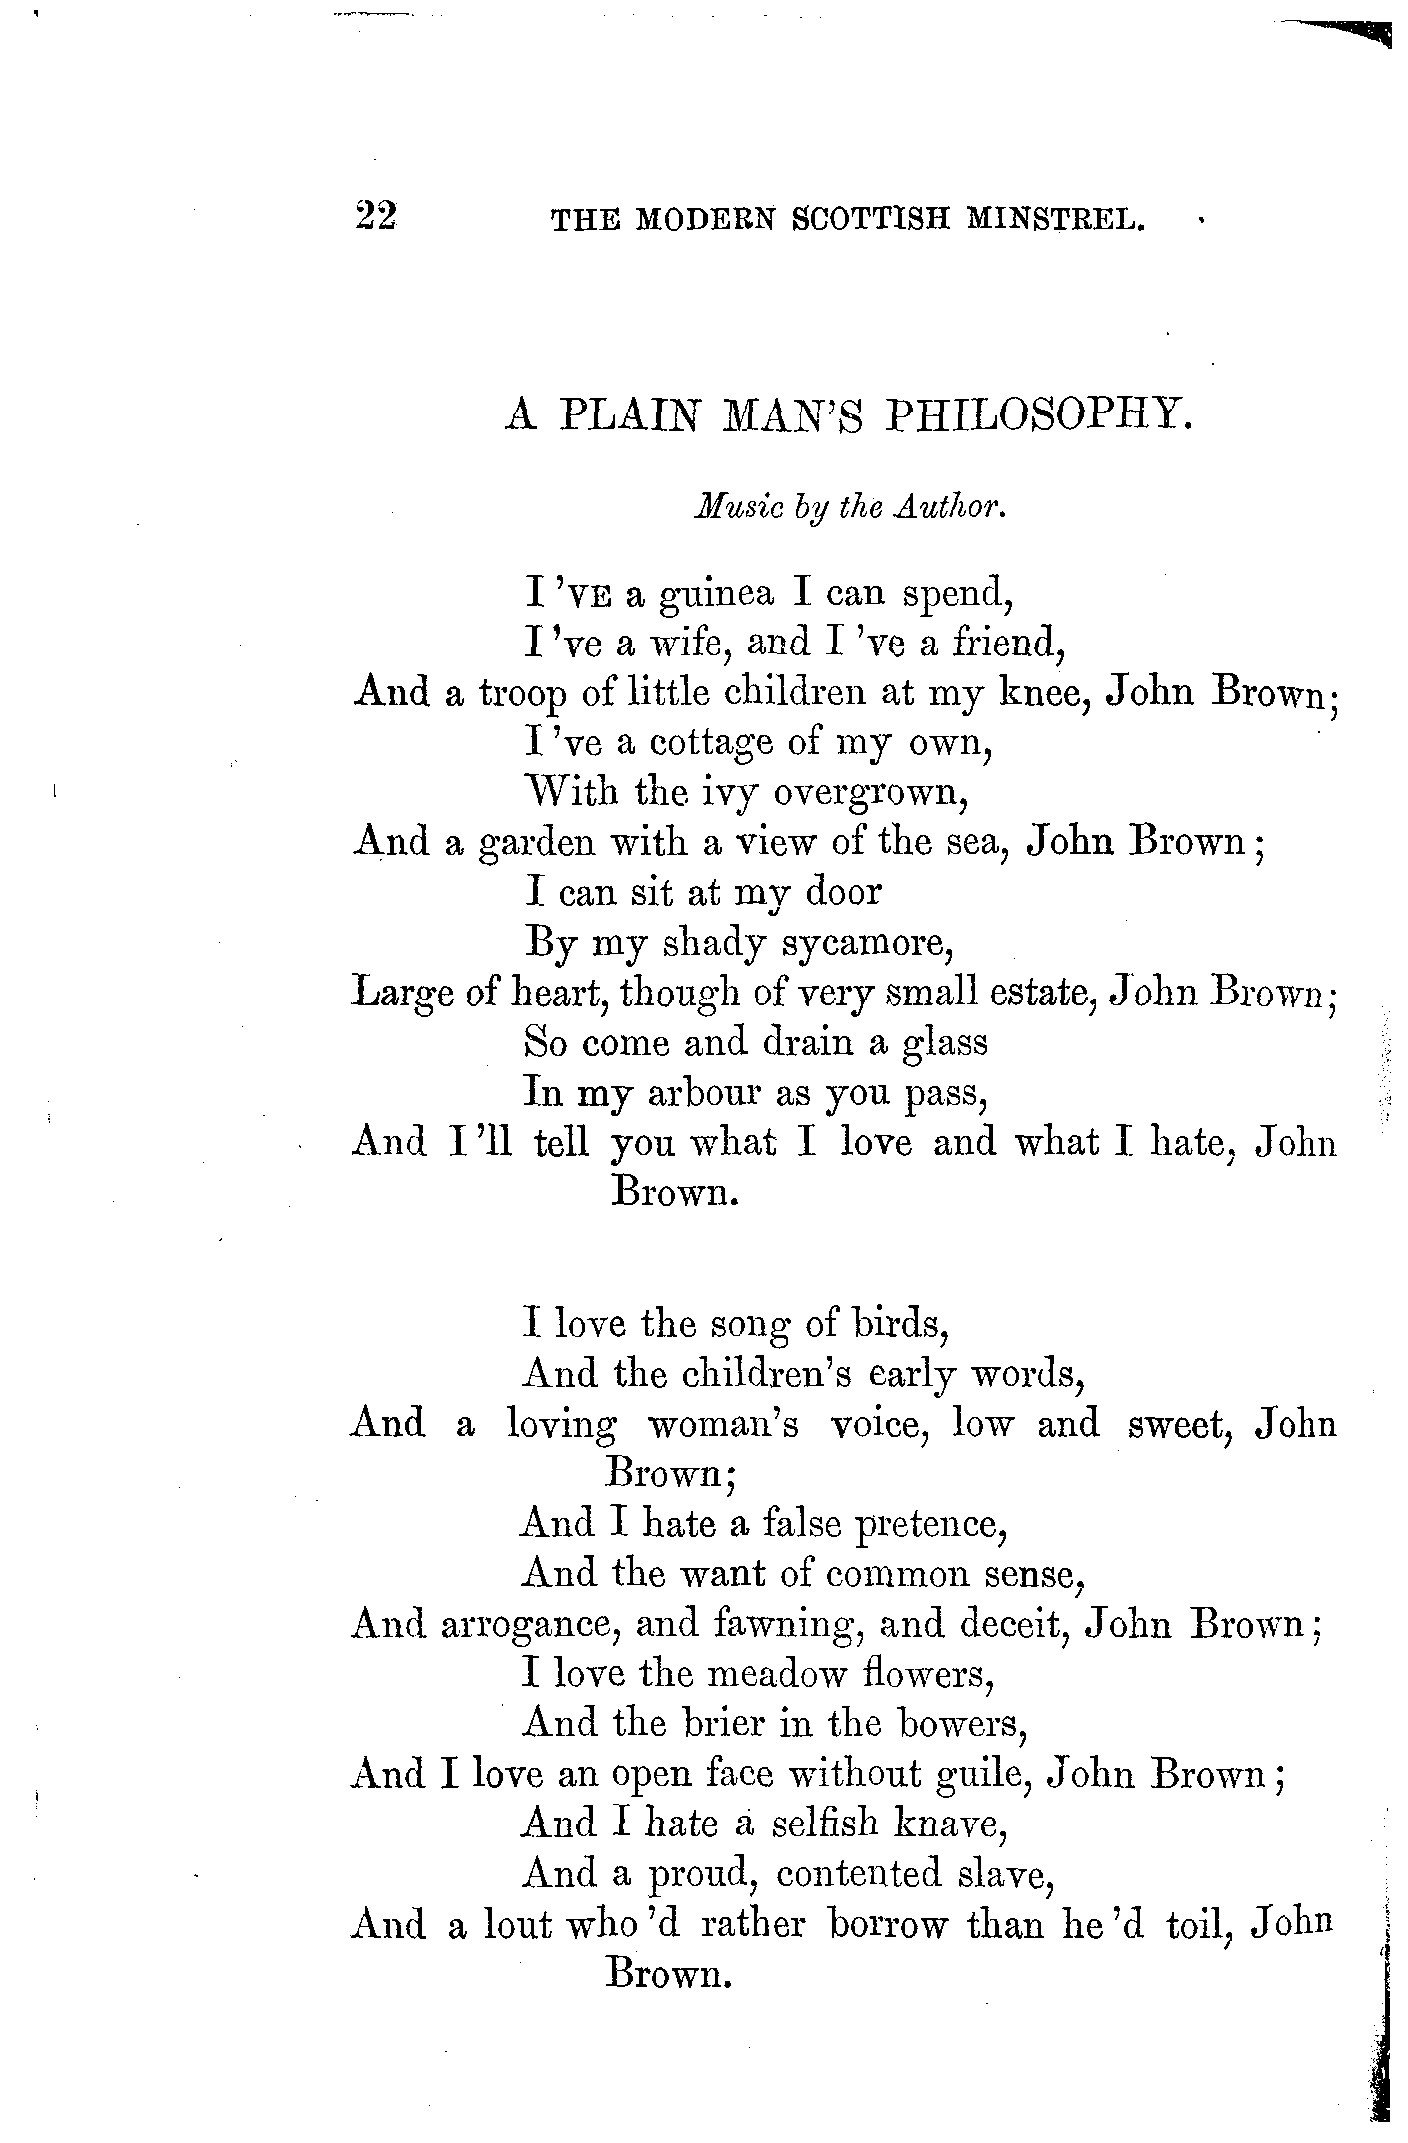 22 THE MODERN SCOTTISH MINSTREL.
A PLAIN MAN'S PHILOSOPHY.
Music by the Author.
I 'VE a guinea I can spend,
I 've a wife, and I 've a friend,
And a troop of little children at my knee, John Brown;
I 've a cottage of my own,
With the ivy overgrown,
And a garden with a view of the sea, John Brown;
I can sit at my door
By my shady sycamore,
Large of heart, though of very small estate, John Brown;
So come and drain a glass
In my arbour as you pass,
And I 'll tell you what I love and what I hate, John
Brown.
I love the song of birds,
And the children's early words,
And a loving woman's voice, low and sweet, John
Brown;
And I hate a false pretence,
And the want of common sense,
And arrogance, and fawning, and deceit, John Brown;
I love the meadow flowers,
And the brier in the bowers,
And I love an open face without guile, John Brown;
And I hate a selfish knave,
And a proud, contented slave,
And a lout who 'd rather borrow than he 'd toil, John
Brown.